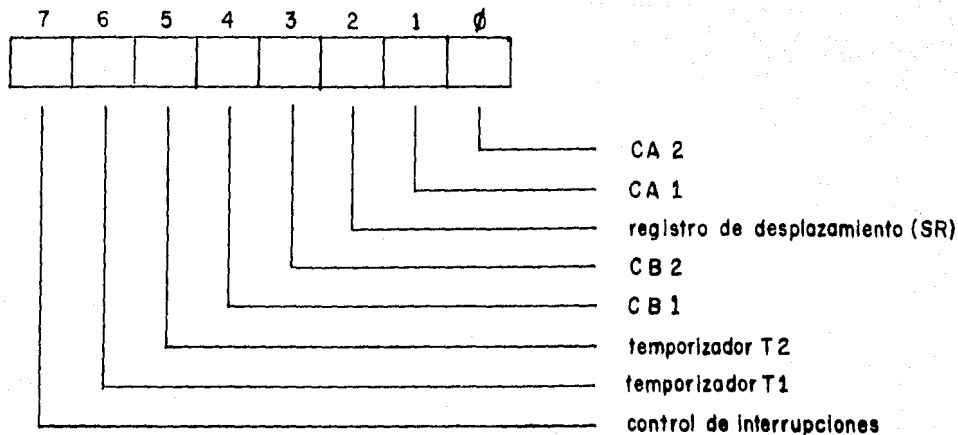 7 6 5 4 3 2 1 Ø
CA 2
CA 1
registro de desplazamiento (SR)
CB 2
CB 1
temporizador T2
temporizador T1
control de interrupciones